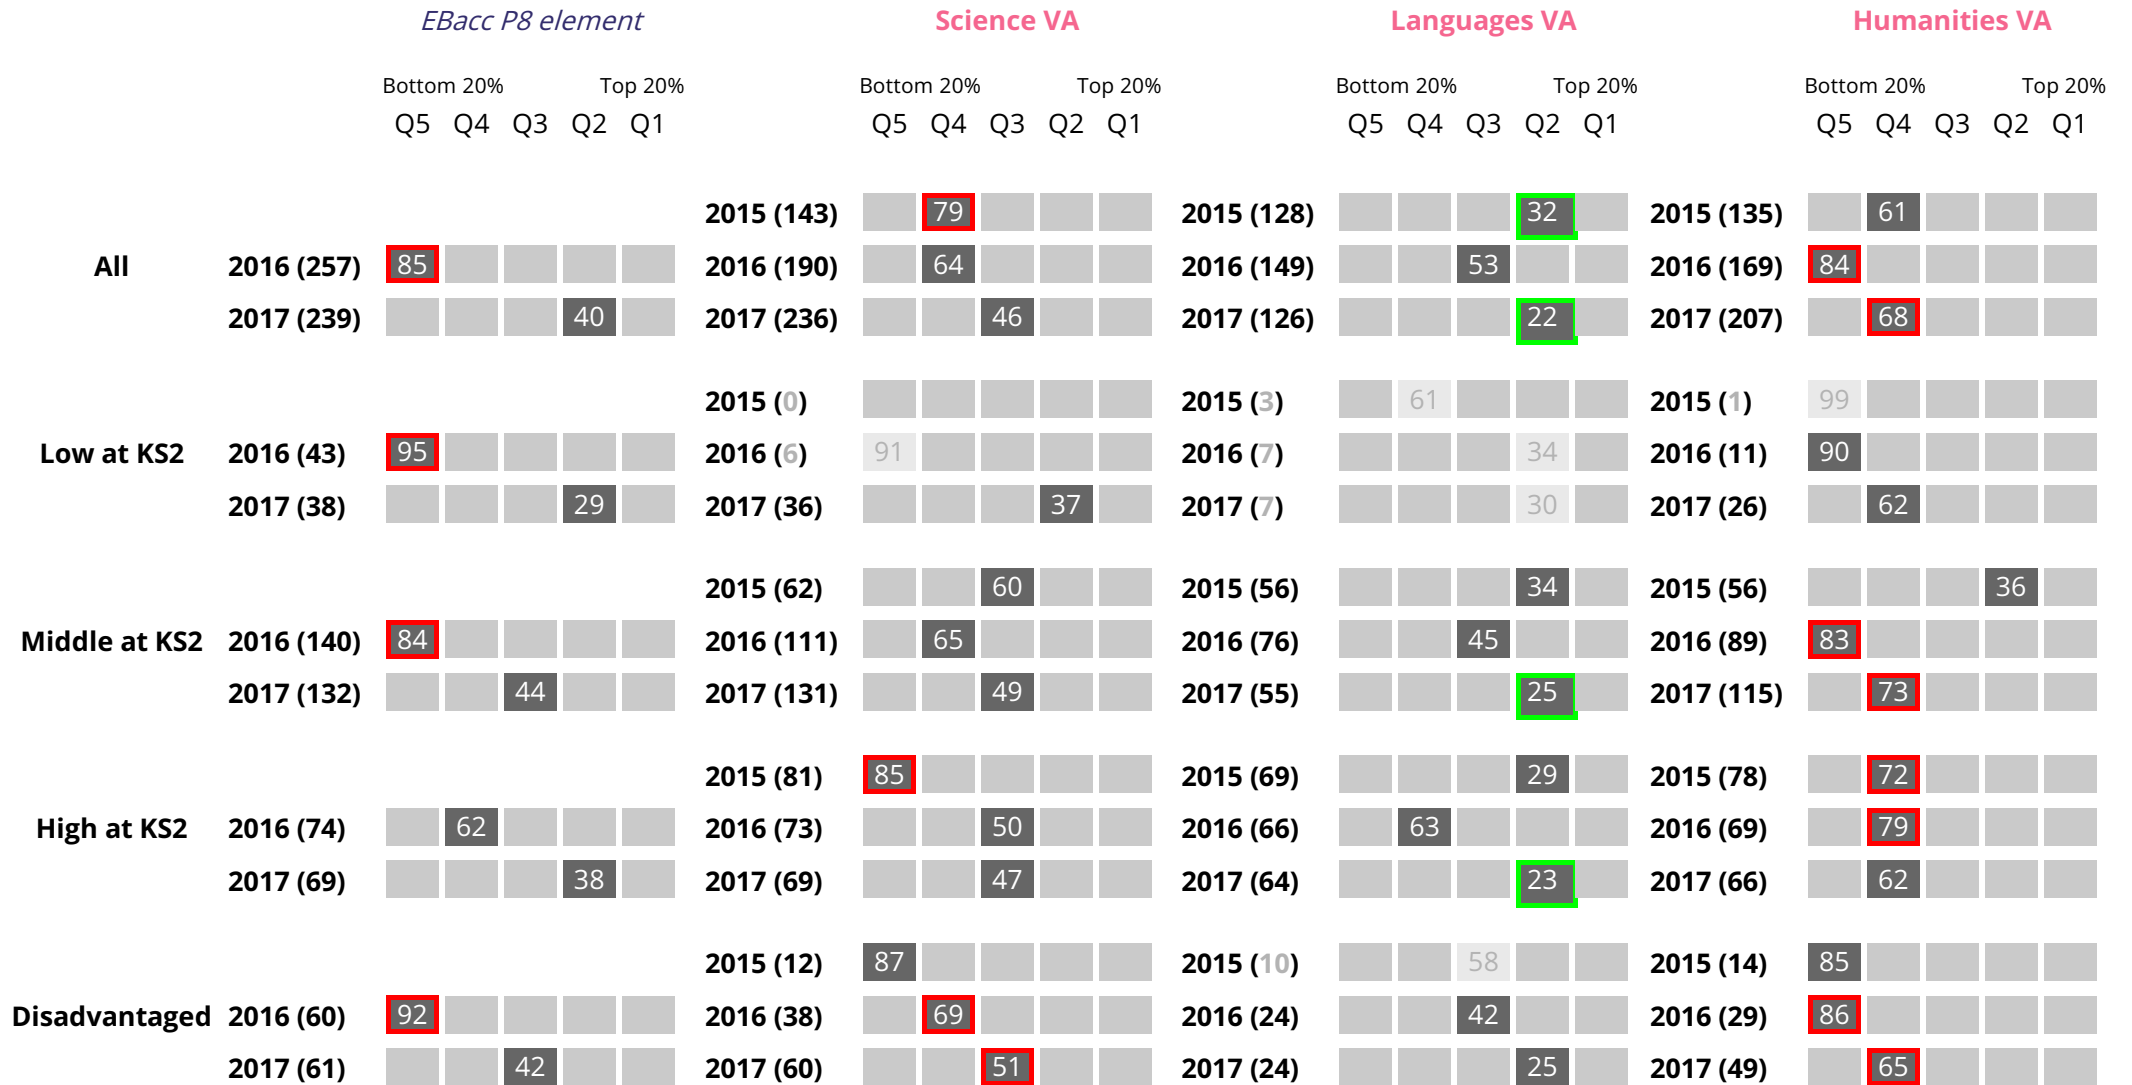 EBacc P8 element Science VA Languages VA Humanities VA
Bottom 20% Top 20% Bottom 20% Top 20% Bottom 20% Top 20% Bottom 20% Top 20%
Q5 Q4 Q3 Q2 Q1 Q5 Q4 Q3 Q2 Q1 Q5 Q4 Q3 Q2 Q1 Q5 Q4 Q3 Q2 Q1
2015 (143) 79 2015 (128) 32 2015 (135) 61
All 2016 (257) 85 2016 (190) 64 2016 (149) 53 2016 (169) 84
2017 (239) 40 2017 (236) 46 2017 (126) 22 2017 (207) 68
2015 (0) 2015 (3) 61 2015 (1) 99
Low at KS2 2016 (43) 95 2016 (6) 91 2016 (7) 34 2016 (11) 90
2017 (38) 29 2017 (36) 37 2017 (7) 30 2017 (26) 62
2015 (62) 60 2015 (56) 34 2015 (56) 36
Middle at KS2 2016 (140) 84 2016 (111) 65 2016 (76) 45 2016 (89) 83
2017 (132) 44 2017 (131) 49 2017 (55) 25 2017 (115) 73
2015 (81) 85 2015 (69) 29 2015 (78) 72
High at KS2 2016 (74) 62 2016 (73) 50 2016 (66) 63 2016 (69) 79
2017 (69) 38 2017 (69) 47 2017 (64) 23 2017 (66) 62
2015 (12) 87 2015 (10) 58 2015 (14) 85
Disadvantaged 2016 (60) 92 2016 (38) 69 2016 (24) 42 2016 (29) 86
2017 (61) 42 2017 (60) 51 2017 (24) 25 2017 (49) 65